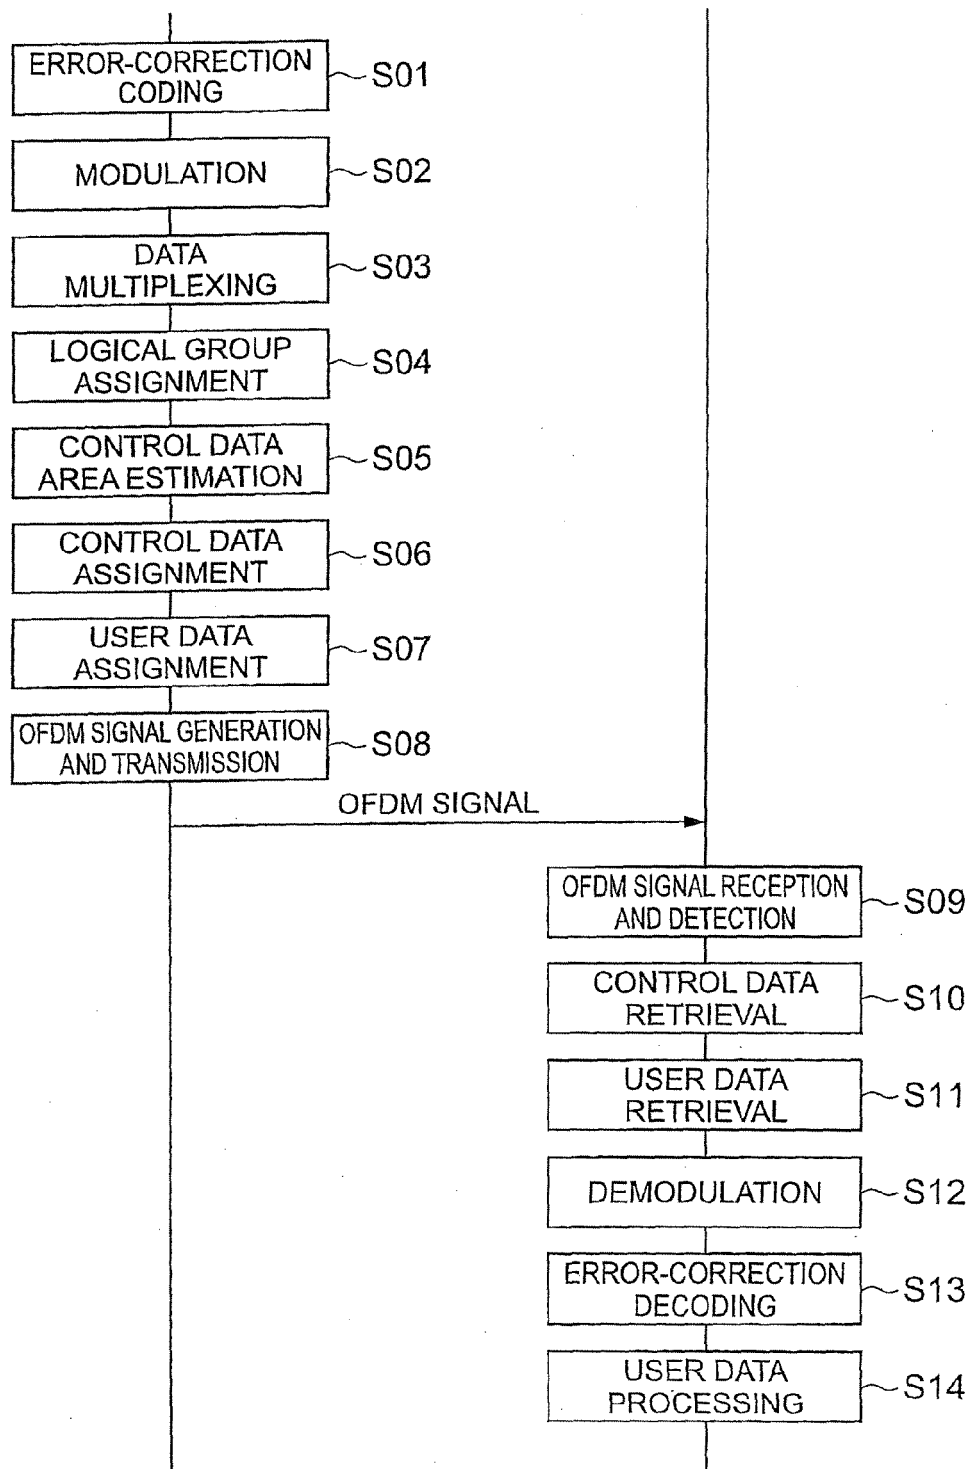 ERROR-CORRECTION
CODING
S01
MODULATION
S02
DATA
MULTIPLEXING
S03
LOGICAL GROUP
ASSIGNMENT
S04
CONTROL DATA
AREA ESTIMATION
S05
CONTROL DATA
ASSIGNMENT
S06
USER DATA
ASSIGNMENT
S07
OFDM SIGNAL GENERATION
AND TRANSMISSION
S08
OFDM SIGNAL
OFDM SIGNAL RECEPTION
AND DETECTION
S09
CONTROL DATA
RETRIEVAL
S10
USER DATA
RETRIEVAL
S11
DEMODULATION
S12
ERROR-CORRECTION
DECODING
S13
USER DATA
PROCESSING
S14